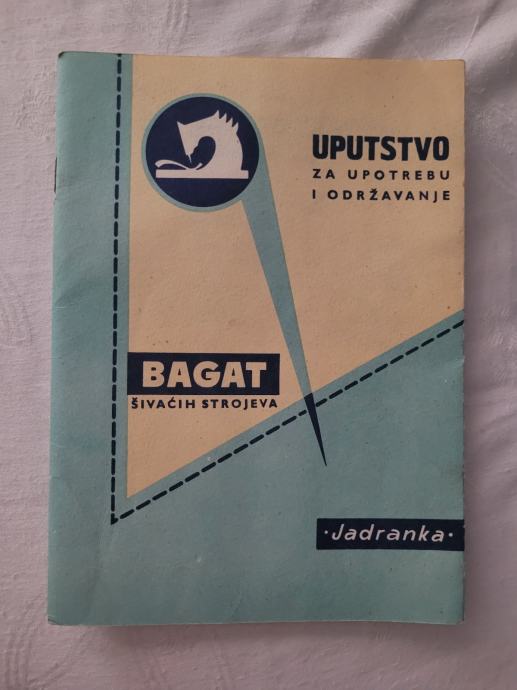 UPUTSTVO
ZA UPOTREBU
I ODRŽAVANJE
BAGAT
ŠIVAĆIH STROJEVA
·Jadranka·